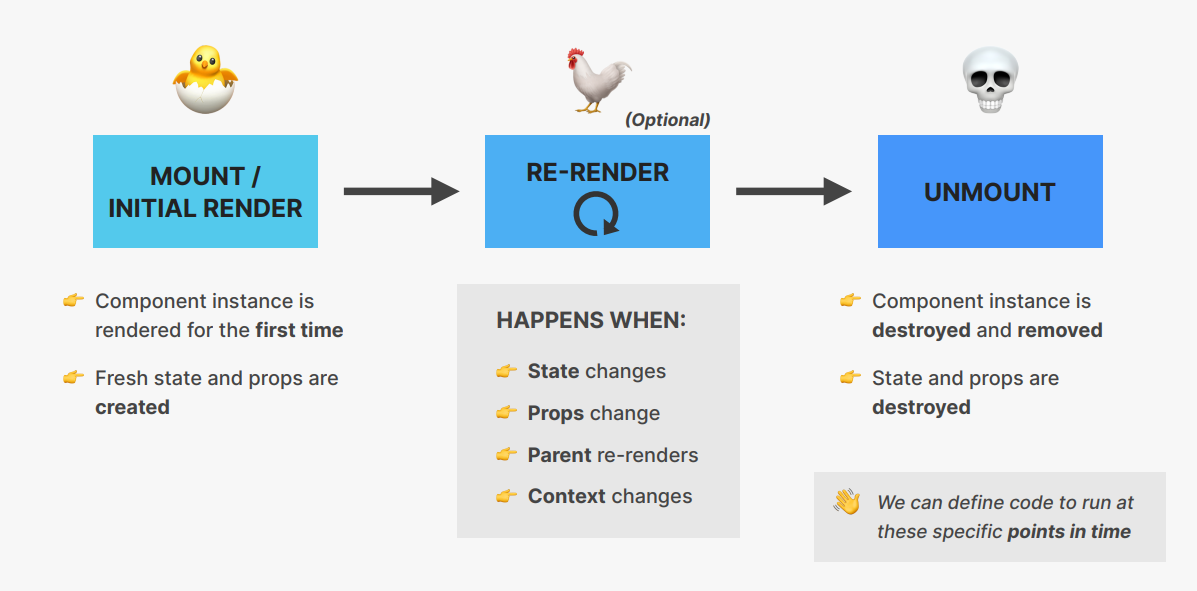 (Optional)
MOUNT /
INITIAL RENDER
RE-RENDER
UNMOUNT
Component instance is
rendered for the first time
Fresh state and props are
created
HAPPENS WHEN:
State changes
Props change
Parent re-renders
Context changes
Component instance is
destroyed and removed
State and props are
destroyed
We can define code to run at
these specific points in time